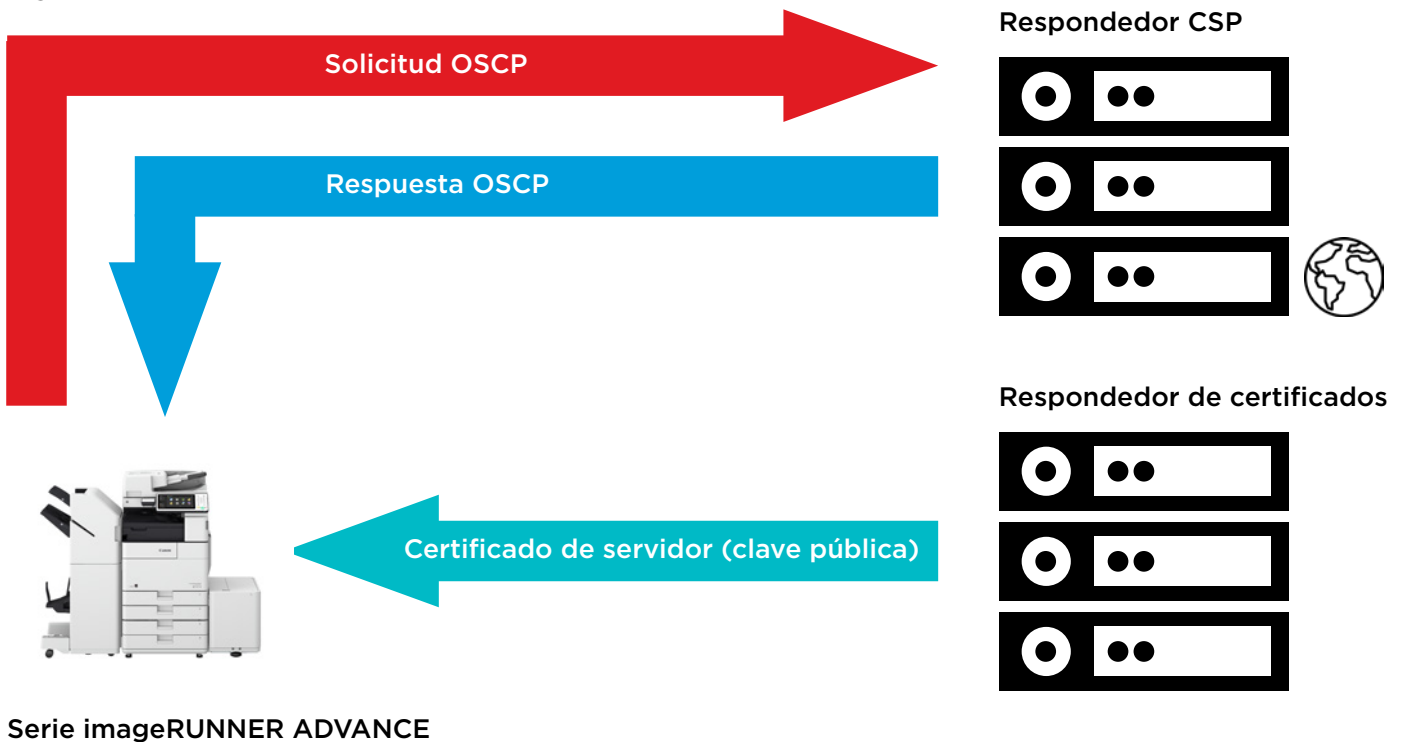 Solicitud OSCP
Respondedor CSP
Respuesta OSCP
Respondedor de certificados
Certificado de servidor (clave pública)
Serie imageRUNNER ADVANCE